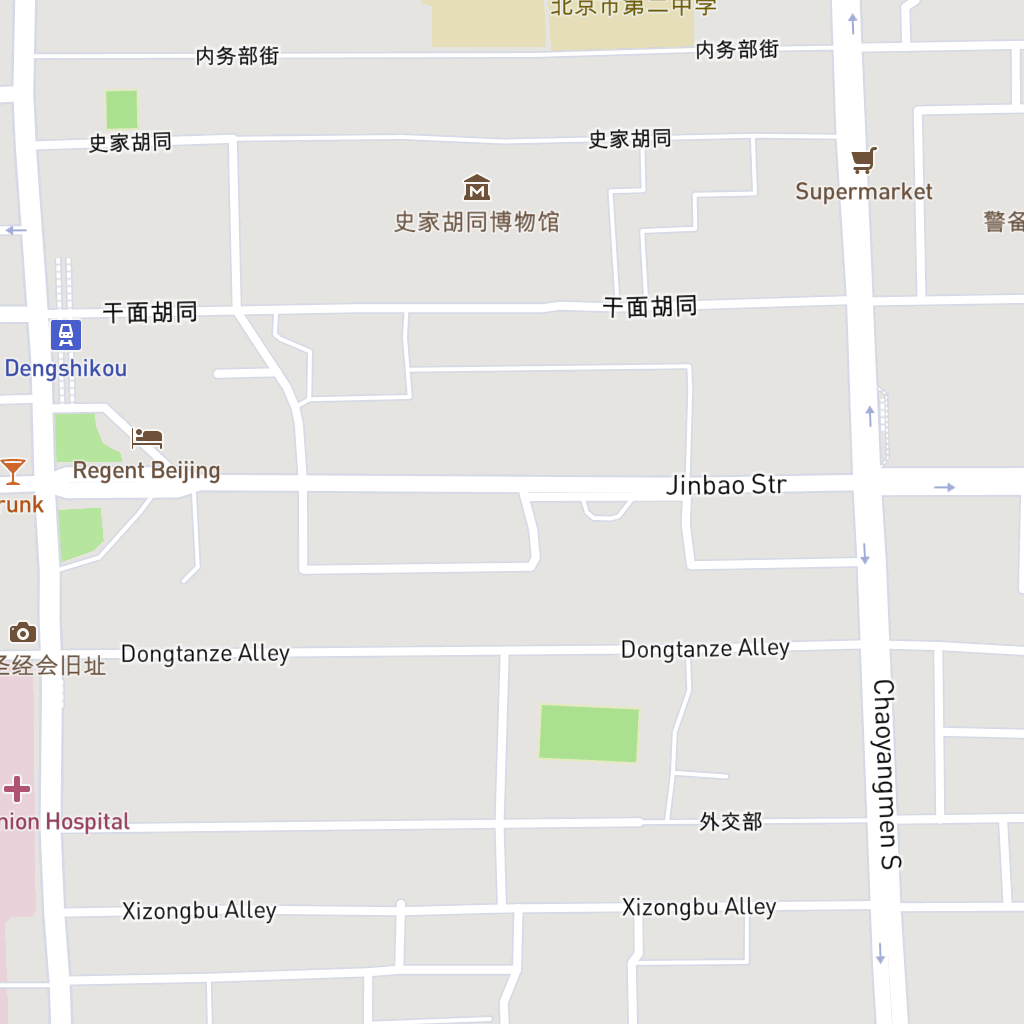 北京市第二中学
内务部街
内务部街
史家胡同
史家胡同
Supermarket
史家胡同博物馆
警备
干面胡同
干面胡同
Dengshikou
Regent Beijing
Jinbao Str
runk
Dongtanze Alley
Dongtanze Alley
圣经会旧址
Chaoyangmen S
nion Hospital
外交部
Xizongbu Alley
Xizongbu Alley